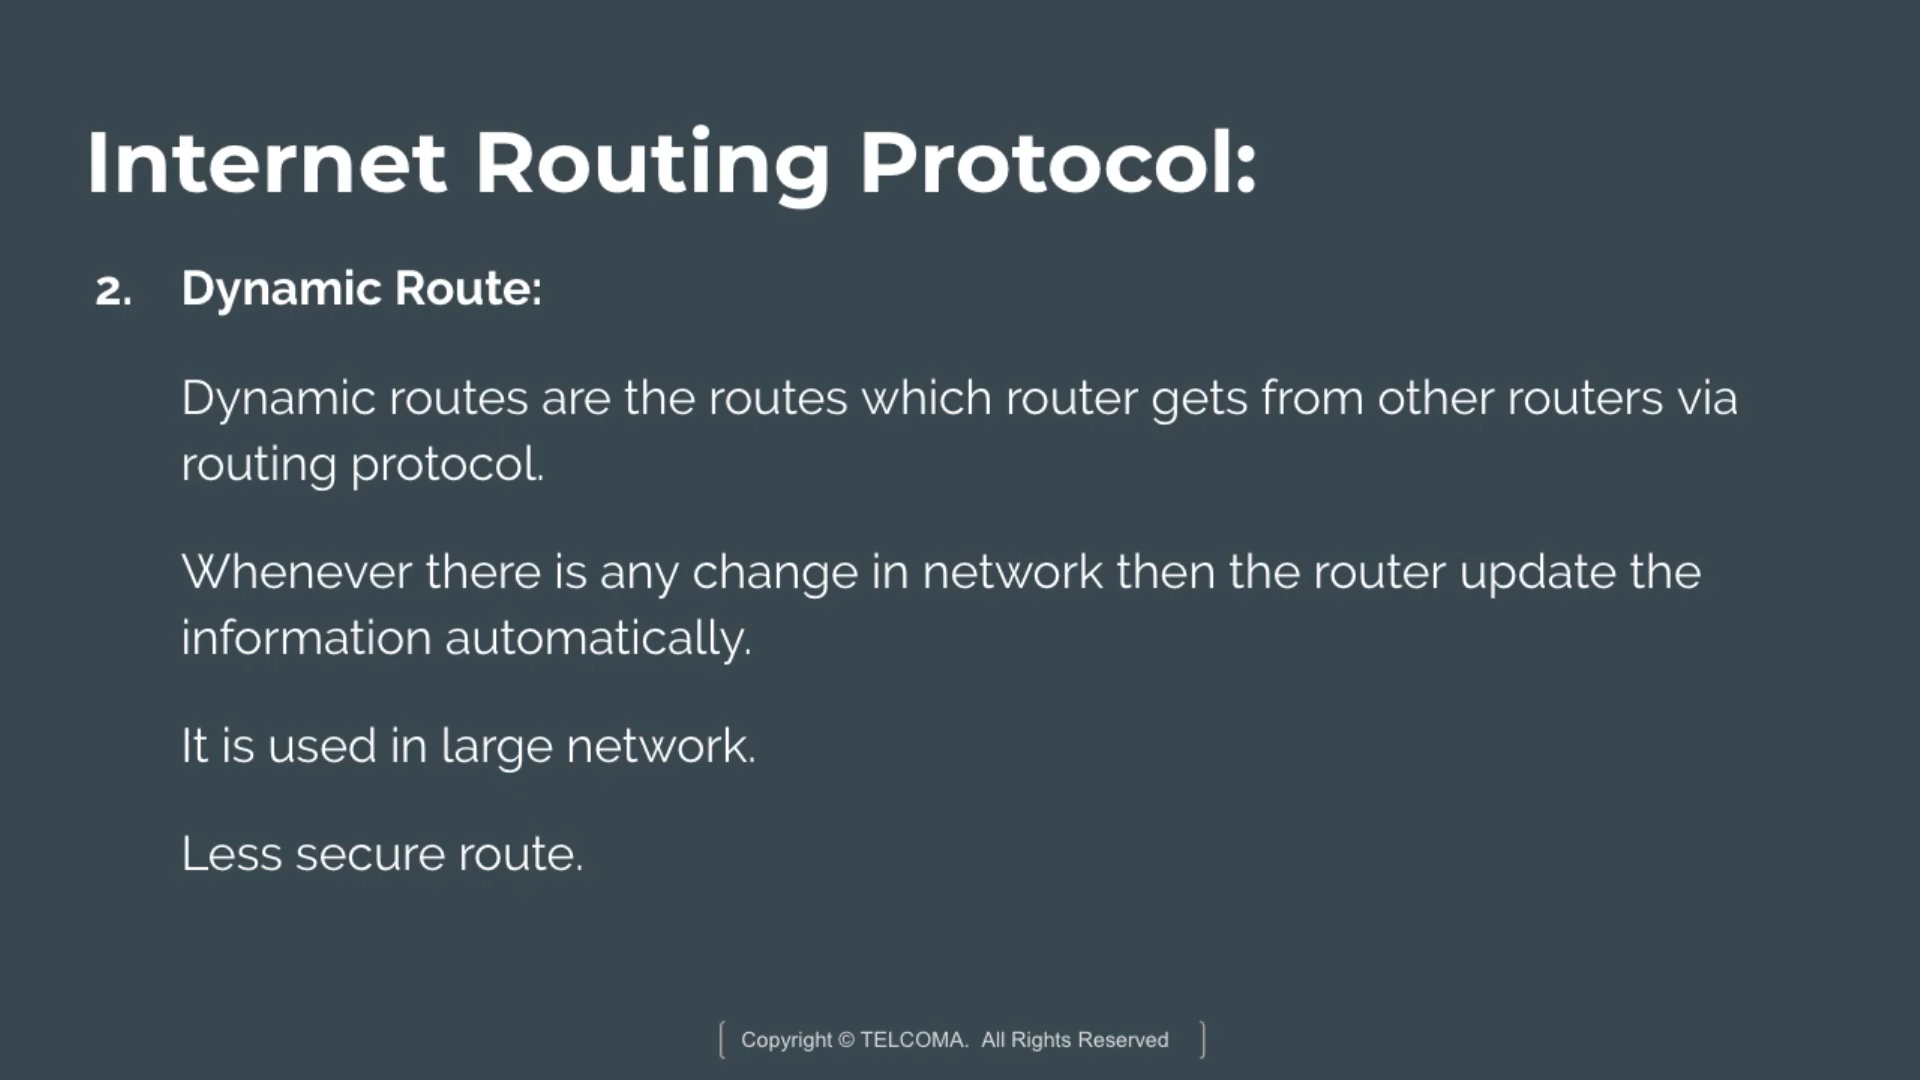 Internet Routing Protocol:
2. Dynamic Route:
Dynamic routes are the routes which router gets from other routers via
routing protocol.
Whenever there is any change in network then the router update the
information automatically.
It is used in large network.
Less secure route.
[ Copyright © TELCOMA. All Rights Reserved ]